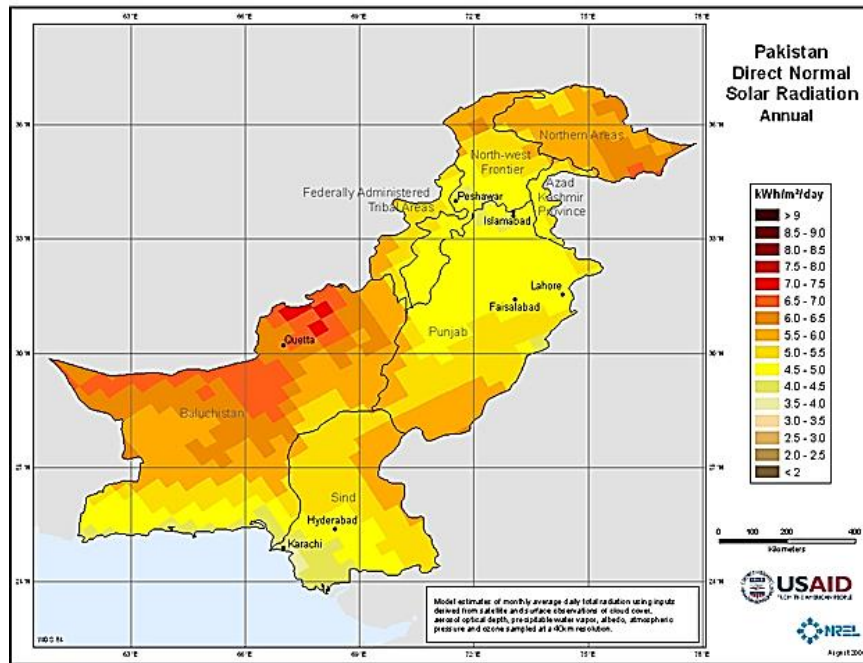 63°E
66°E
69°E
72°E
75°E
78°E
Pakistan
Direct Normal
Solar Radiation
Annual
Northern Areas
North-west
Frontier
Azad
Kashmir
Province
Federally Administered
Tribal Areas
Peshawar
Islamabad
Lahore
Faisalabad
Punjab
Quetta
Baluchistan
Sind
Hyderabad
Karachi
kWh/m²/day
> 9
8.5 - 9.0
8.0 - 8.5
7.5 - 8.0
7.0 - 7.5
6.5 - 7.0
6.0 - 6.5
5.5 - 6.0
5.0 - 5.5
4.5 - 5.0
4.0 - 4.5
3.5 - 4.0
3.0 - 3.5
2.5 - 3.0
2.0 - 2.5
< 2
0 100 200 400
Kilometers
Model estimates of monthly average daily total radiation using inputs
derived from satellite and surface observations of cloud cover,
aerosol optical depth, precipitable water vapor, albedo, atmospheric
pressure and ozone sampled at a 40km resolution.
USAID
FROM THE AMERICAN PEOPLE
NREL